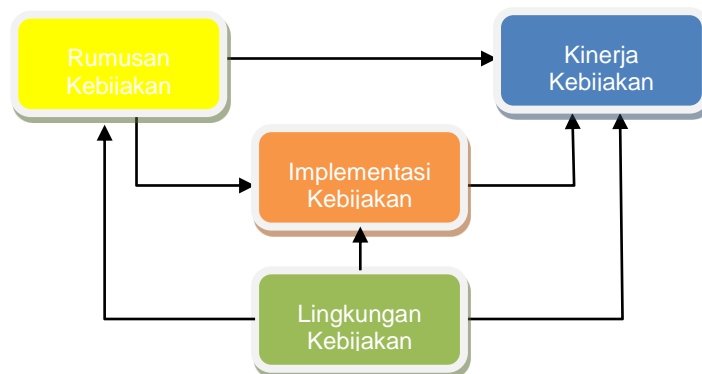 Rumusan
Kebijakan
Kinerja
Kebijakan
Implementasi
Kebijakan
Lingkungan
Kebijakan